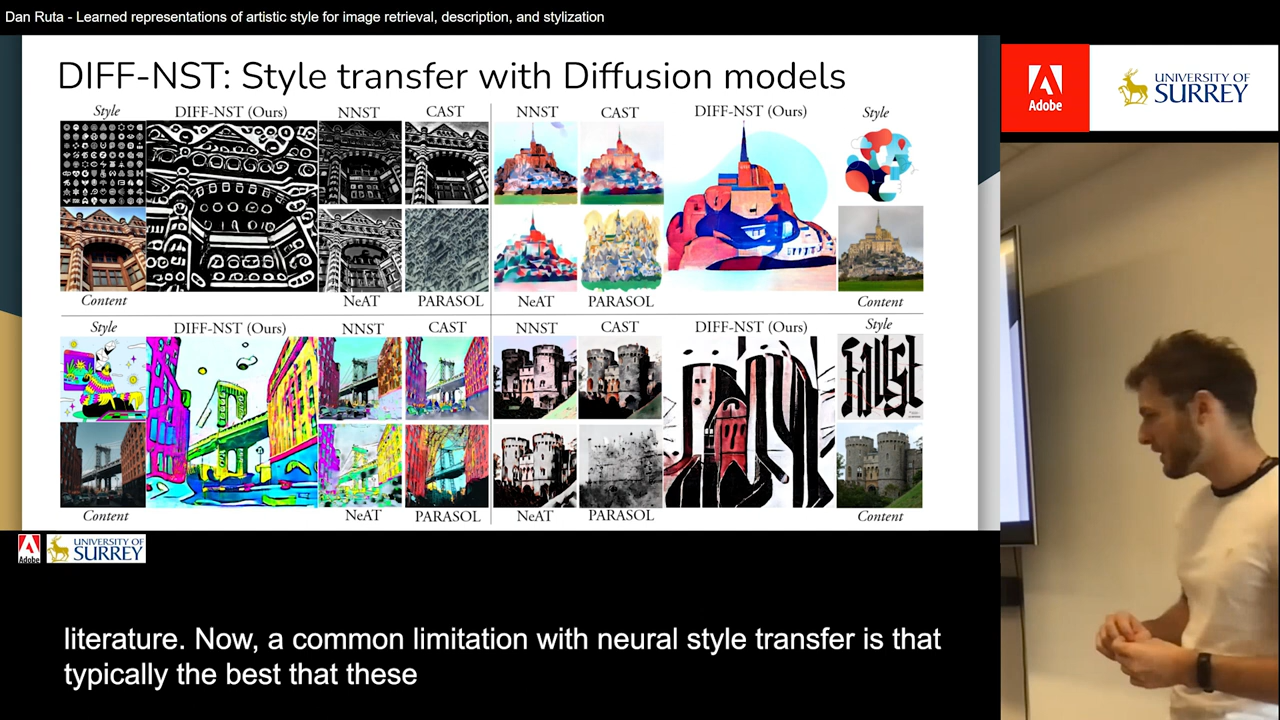 Dan Ruta - Learned representations of artistic style for image retrieval, description, and stylization
DIFF-NST: Style transfer with Diffusion models
Style DIFF-NST (Ours) NNST CAST NNST CAST DIFF-NST (Ours) Style
Content NeAT PARASOL NeAT PARASOL Content
Style DIFF-NST (Ours) NNST CAST NNST CAST DIFF-NST (Ours) Style
Faust
Content NeAT PARASOL NeAT PARASOL Content
Adobe
UNIVERSITY OF
SURREY
Adobe
UNIVERSITY OF
SURREY
literature. Now, a common limitation with neural style transfer is that
typically the best that these